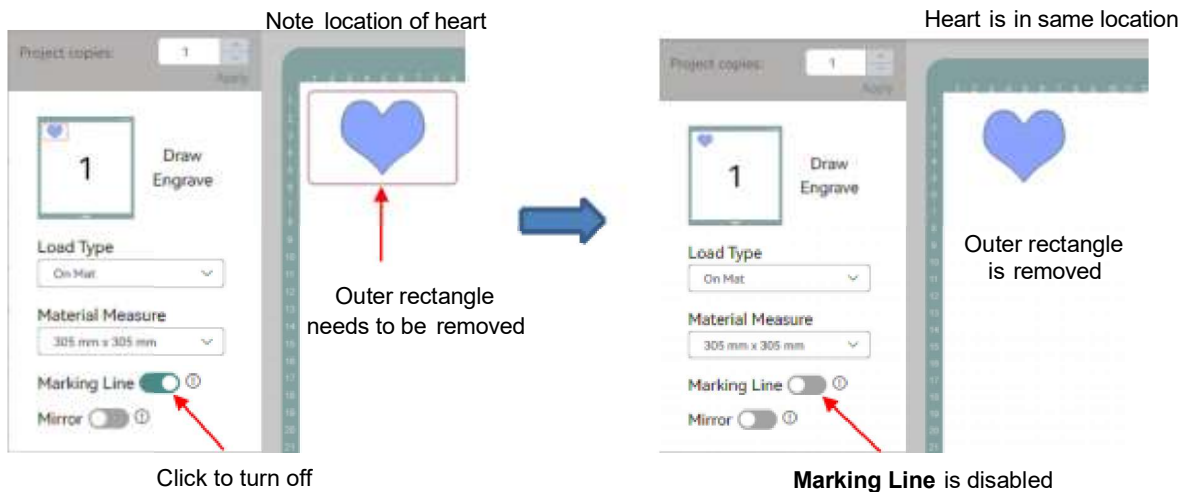 Note location of heart
Project copies: 1
Apply
1
Draw
Engrave
Load Type
On Mat
Material Measure
305 mm x 305 mm
Marking Line
Mirror
Outer rectangle
needs to be removed
Click to turn off
Heart is in same location
Project copies: 1
Apply
1
Draw
Engrave
Load Type
On Mat
Material Measure
305 mm x 305 mm
Marking Line
Mirror
Outer rectangle
is removed
Marking Line is disabled